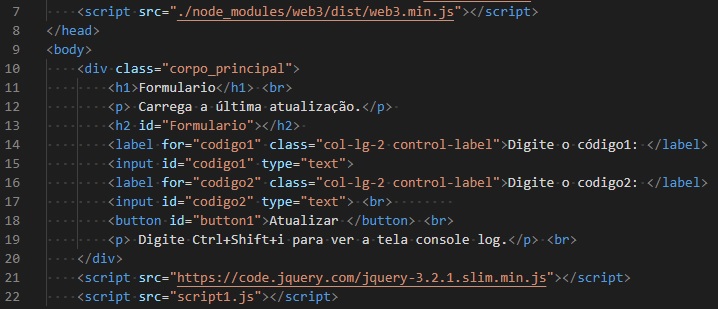 7 <script src="./node_modules/web3/dist/web3.min.js"></script>
8 </head>
9 <body>
10 <div class="corpo_principal">
11 <h1>Formulario</h1> <br>
12 <p> Carrega a última atualização.</p>
13 <h2 id="Formulario"></h2>
14 <label for="codigo1" class="col-lg-2 control-label">Digite o código1: </label>
15 <input id="codigo1" type="text">
16 <label for="codigo2" class="col-lg-2 control-label">Digite o codigo2: </label>
17 <input id="codigo2" type="text"> <br>
18 <button id="button1">Atualizar </button> <br>
19 <p> Digite Ctrl+Shift+i para ver a tela console log.</p> <br>
20 </div>
21 <script src="https://code.jquery.com/jquery-3.2.1.slim.min.js"></script>
22 <script src="script1.js"></script>